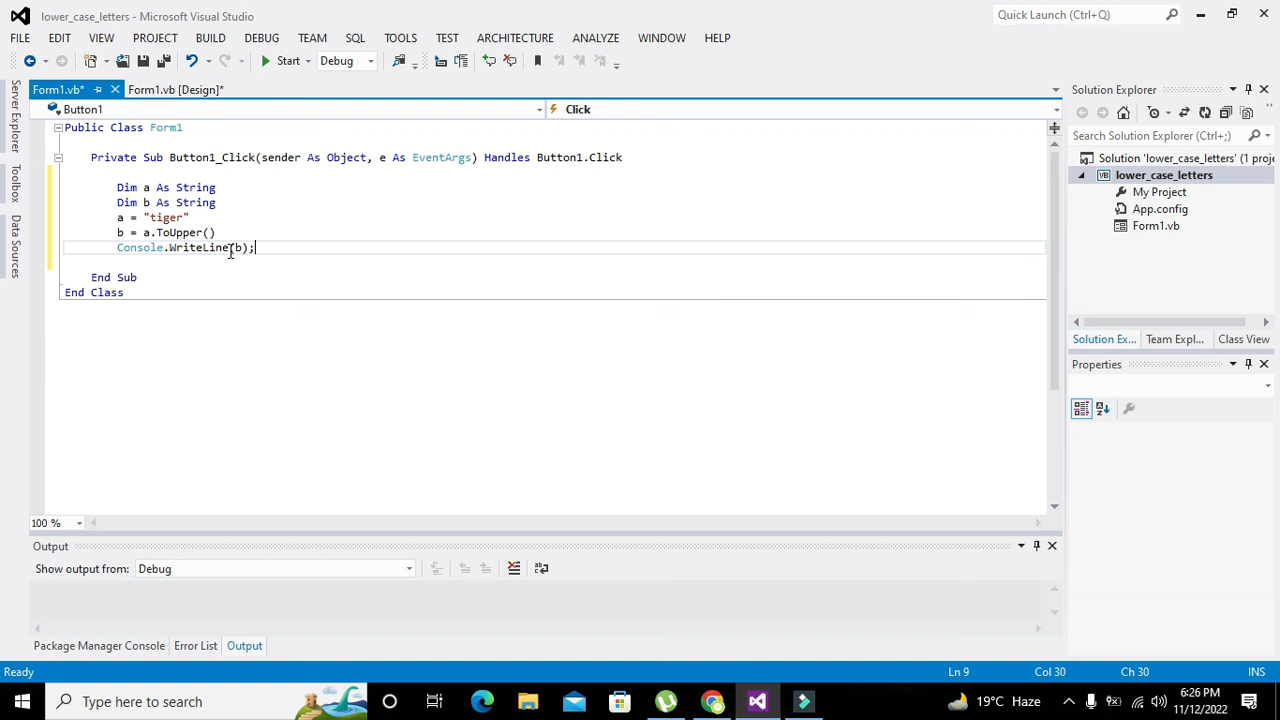 lower_case_letters - Microsoft Visual Studio
Quick Launch (Ctrl+Q)
FILE EDIT VIEW PROJECT BUILD DEBUG TEAM SQL TOOLS TEST ARCHITECTURE ANALYZE WINDOW HELP
Start Debug
Server Explorer
Toolbox
Data Sources
Form1.vb* Form1.vb [Design]*
Button1 Click
Public Class Form1
Private Sub Button1_Click(sender As Object, e As EventArgs) Handles Button1.Click
Dim a As String
Dim b As String
a = "tiger"
b = a.ToUpper()
Console.WriteLine(b);
End Sub
End Class
100 %
Solution Explorer
Search Solution Explorer (Ctrl+;)
Solution 'lower_case_letters' (1 proje
lower_case_letters
My Project
App.config
Form1.vb
Solution Ex... Team Expl... Class View
Properties
Output
Show output from: Debug
Package Manager Console Error List Output
Ready Ln 9 Col 30 Ch 30 INS
Type here to search
19°C Haze
6:26 PM
11/12/2022